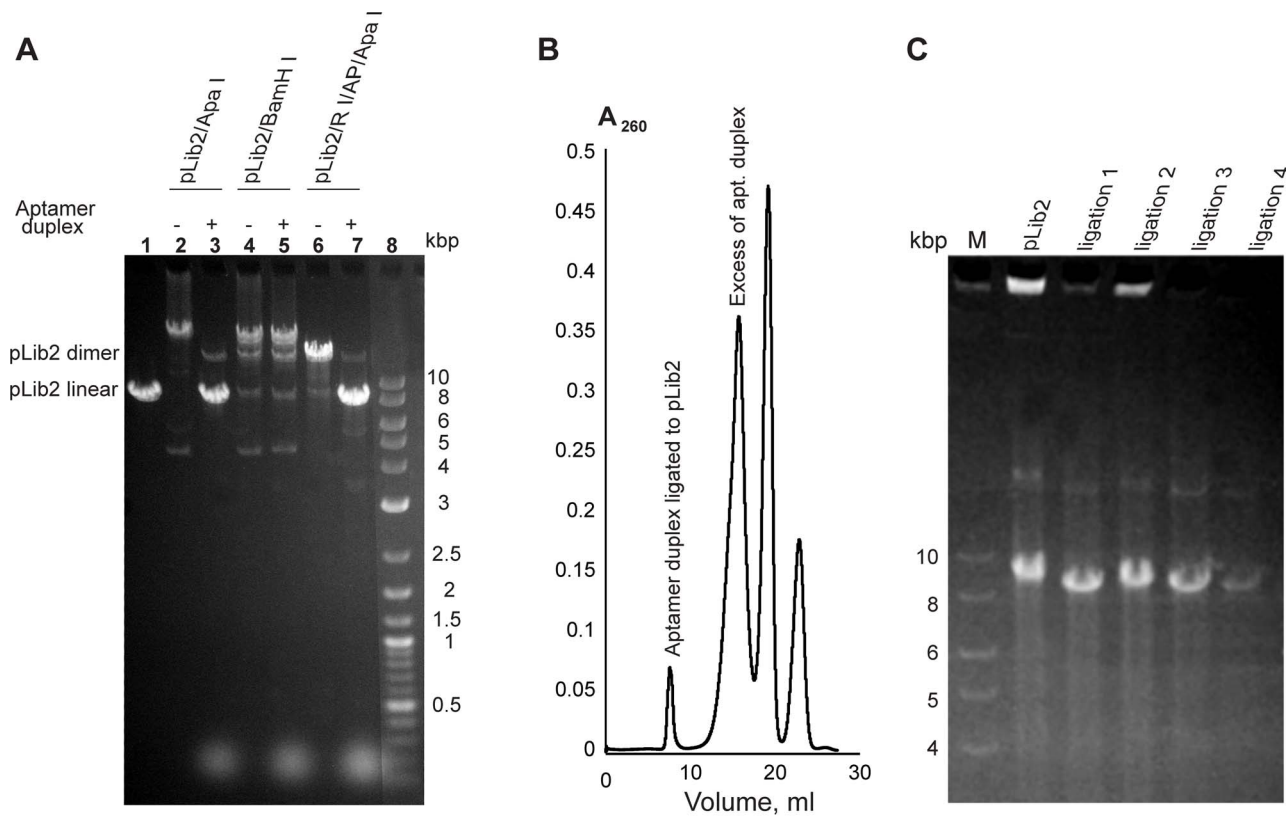 A
pLib2/Apa I
pLib2/BamH I
pLib2/R I/AP/Apa I
Aptamer
duplex
- + - + - +
1 2 3 4 5 6 7 8 kbp
pLib2 dimer
pLib2 linear
10
8
6
5
4
3
2.5
2
1.5
1
0.5
B
A260
0.5
0.45
0.4
0.35
0.3
0.25
0.2
0.15
0.1
0.05
0
Aptamer duplex ligated to pLib2
Excess of apt. duplex
0 10 20 30
Volume, ml
C
kbp M pLib2 ligation 1 ligation 2 ligation 3 ligation 4
10
8
6
5
4